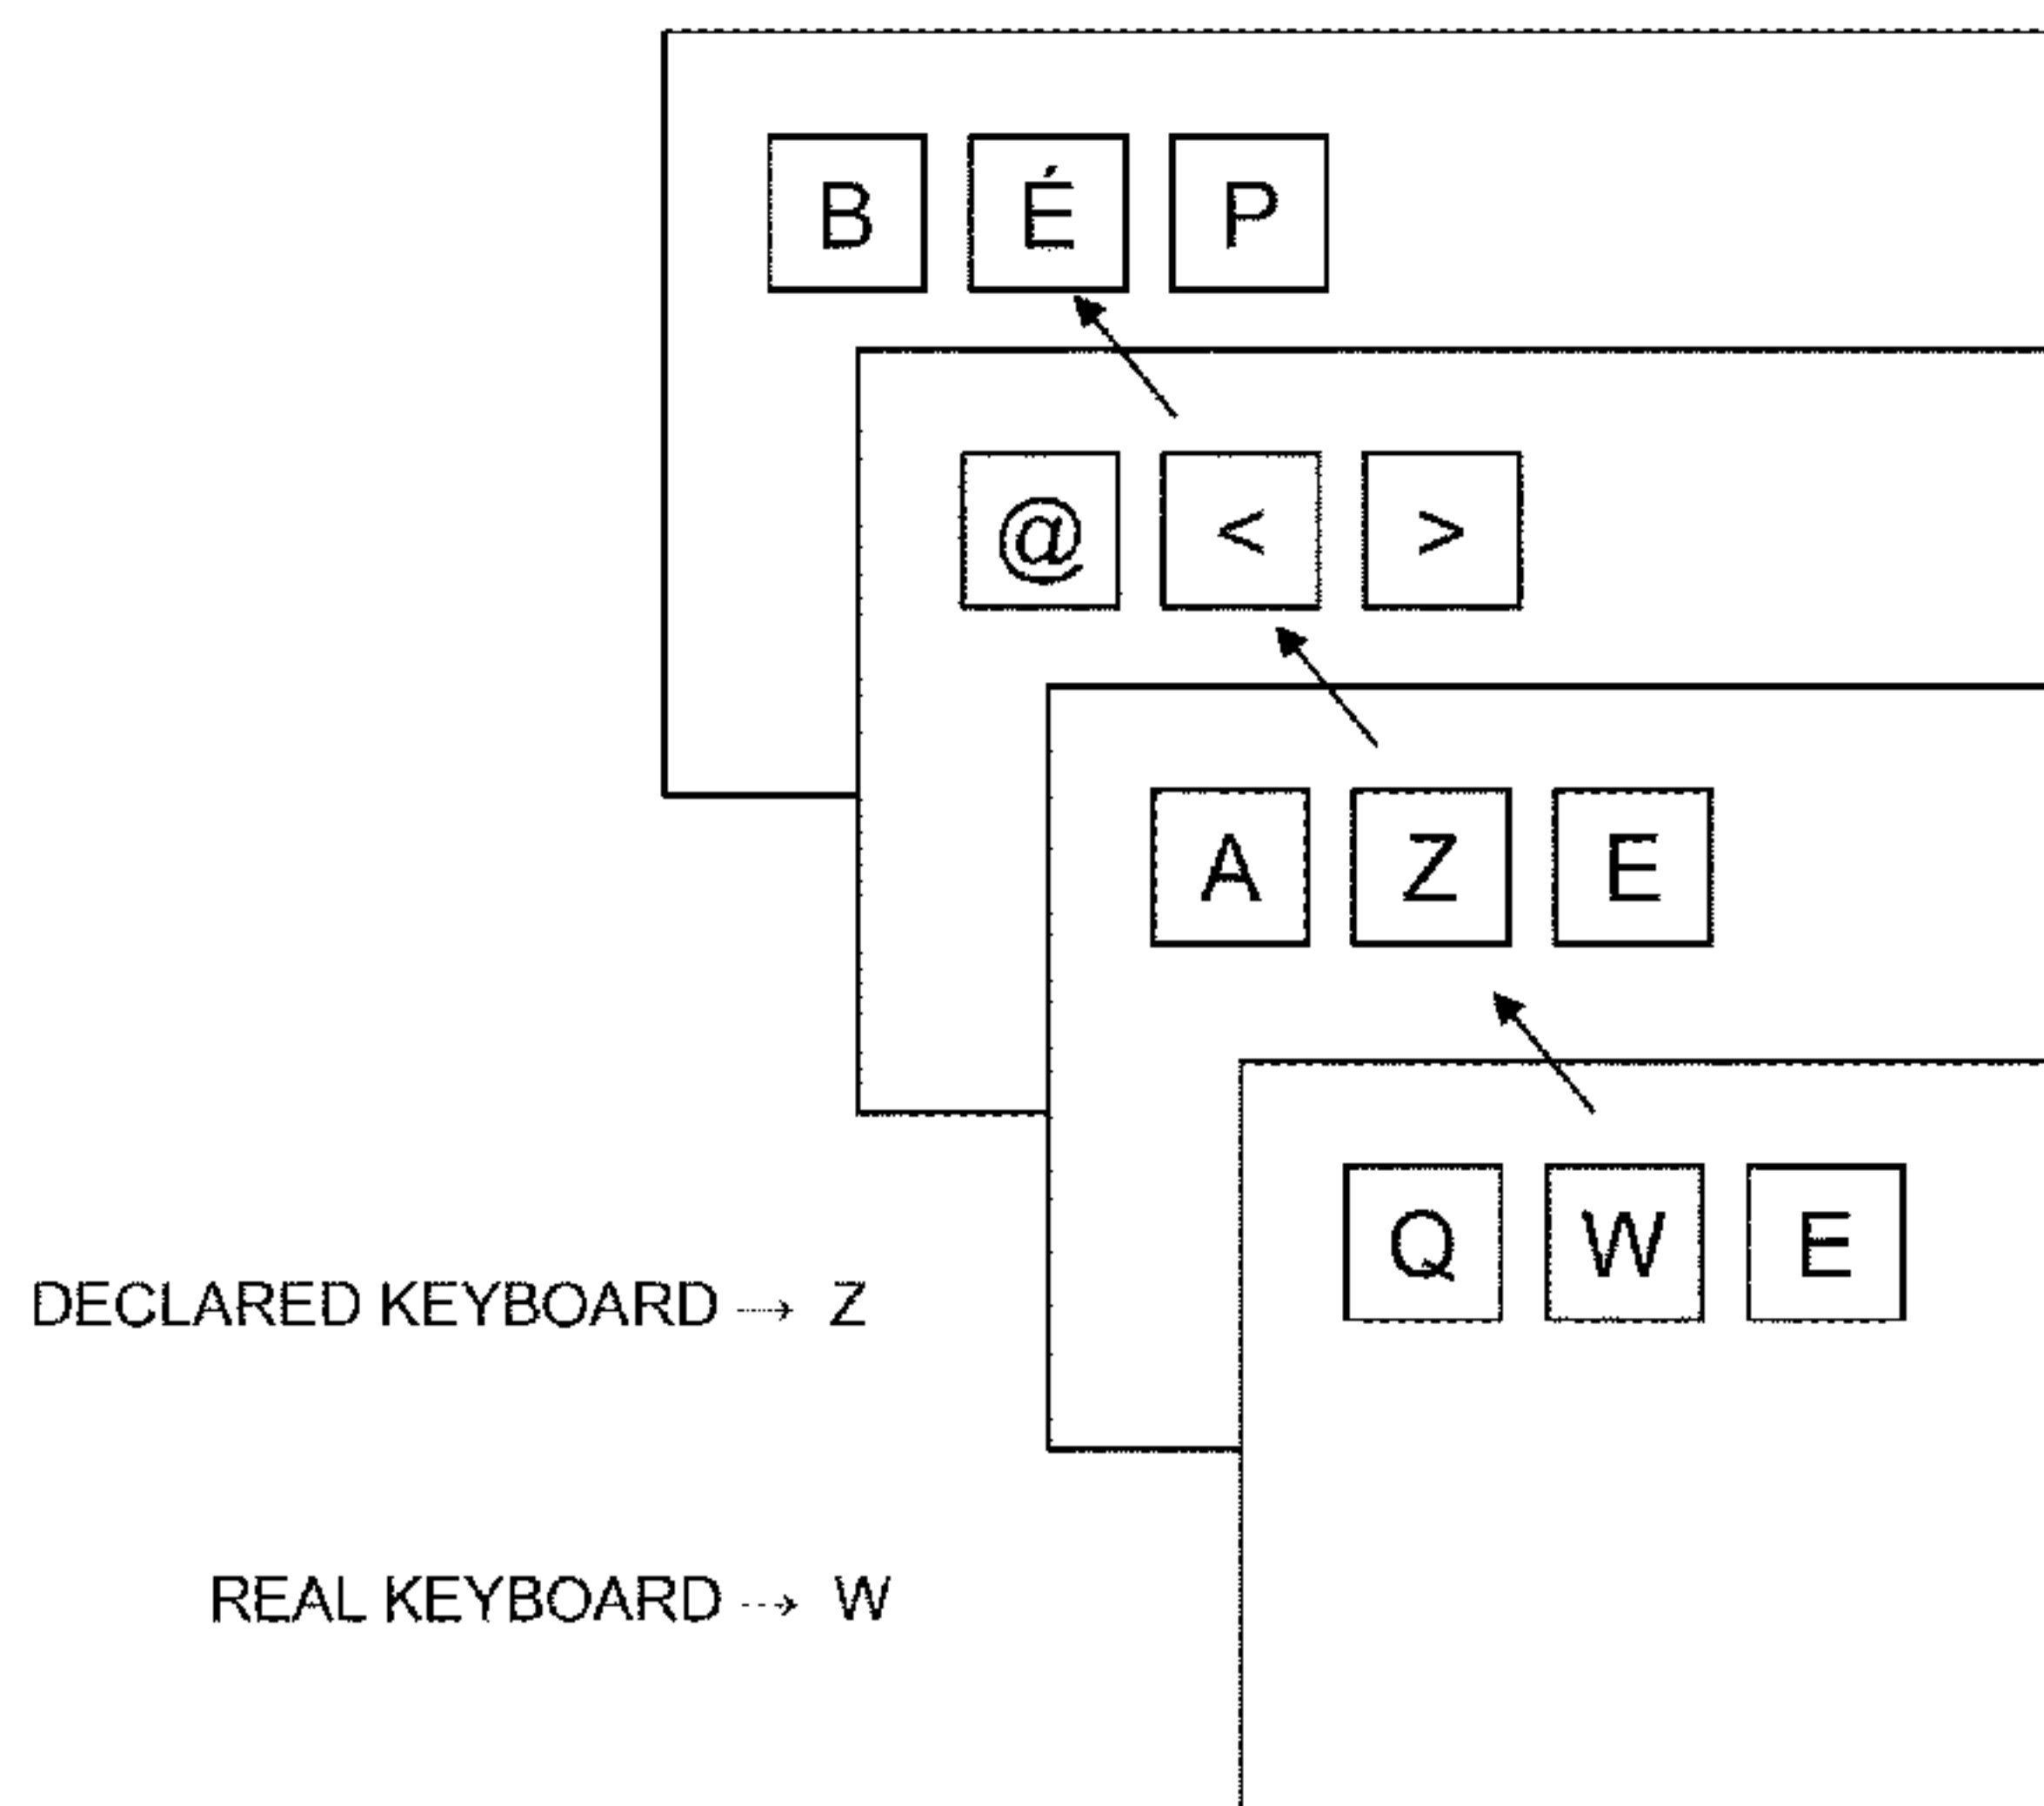 B É P
@ < >
A Z E
Q W E
DECLARED KEYBOARD → Z
REAL KEYBOARD → W